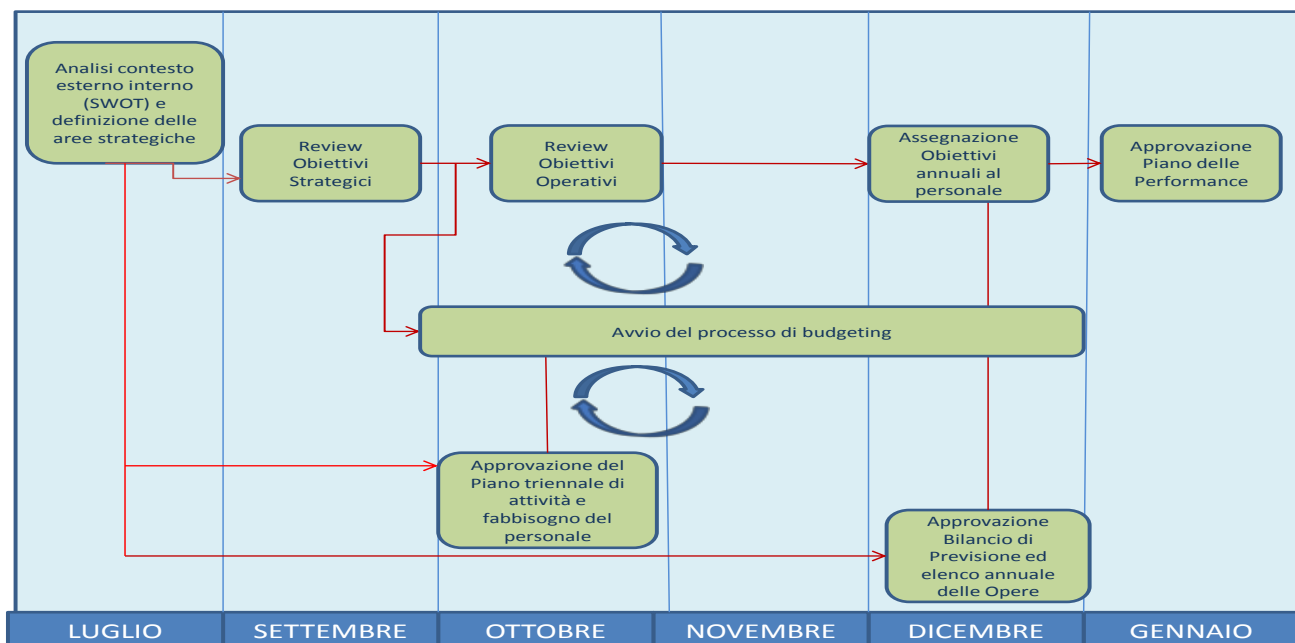 Analisi contesto
esterno interno
(SWOT) e
definizione delle
aree strategiche
Review
Obiettivi
Strategici
Review
Obiettivi
Operativi
Assegnazione
Obiettivi
annuali al
personale
Approvazione
Piano delle
Performance
Avvio del processo di budgeting
Approvazione del
Piano triennale di
attività e
fabbisogno del
personale
Approvazione
Bilancio di
Previsione ed
elenco annuale
delle Opere
LUGLIO
SETTEMBRE
OTTOBRE
NOVEMBRE
DICEMBRE
GENNAIO